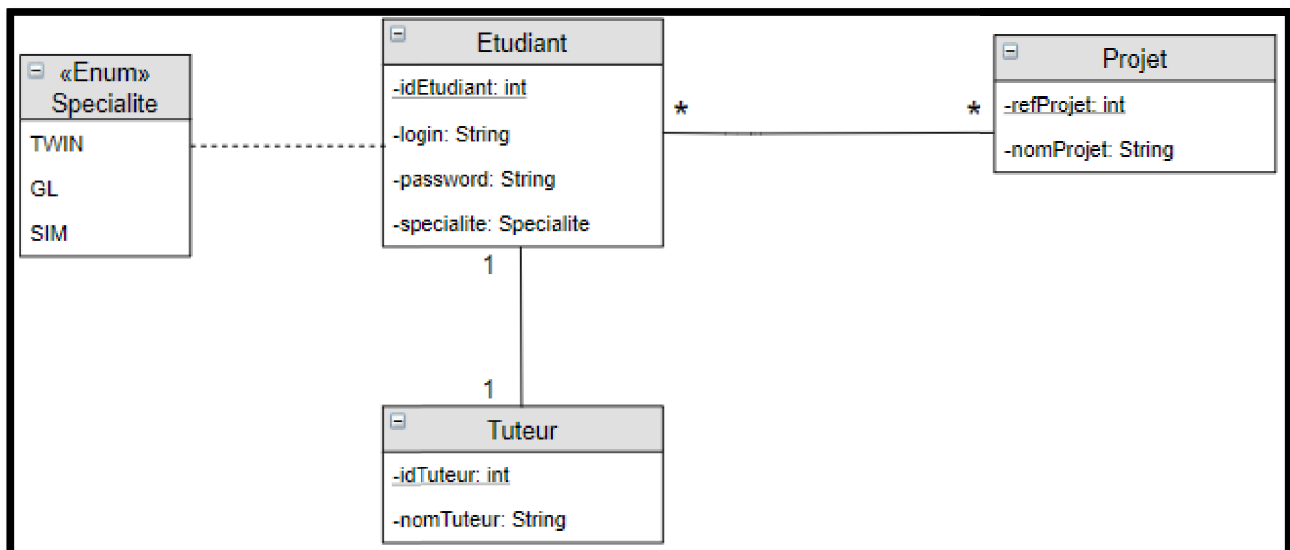 «Enum»
Specialite
TWIN
GL
SIM
Etudiant
-idEtudiant: int
-login: String
-password: String
-specialite: Specialite
*
*
Projet
-refProjet: int
-nomProjet: String
1
1
Tuteur
-idTuteur: int
-nomTuteur: String